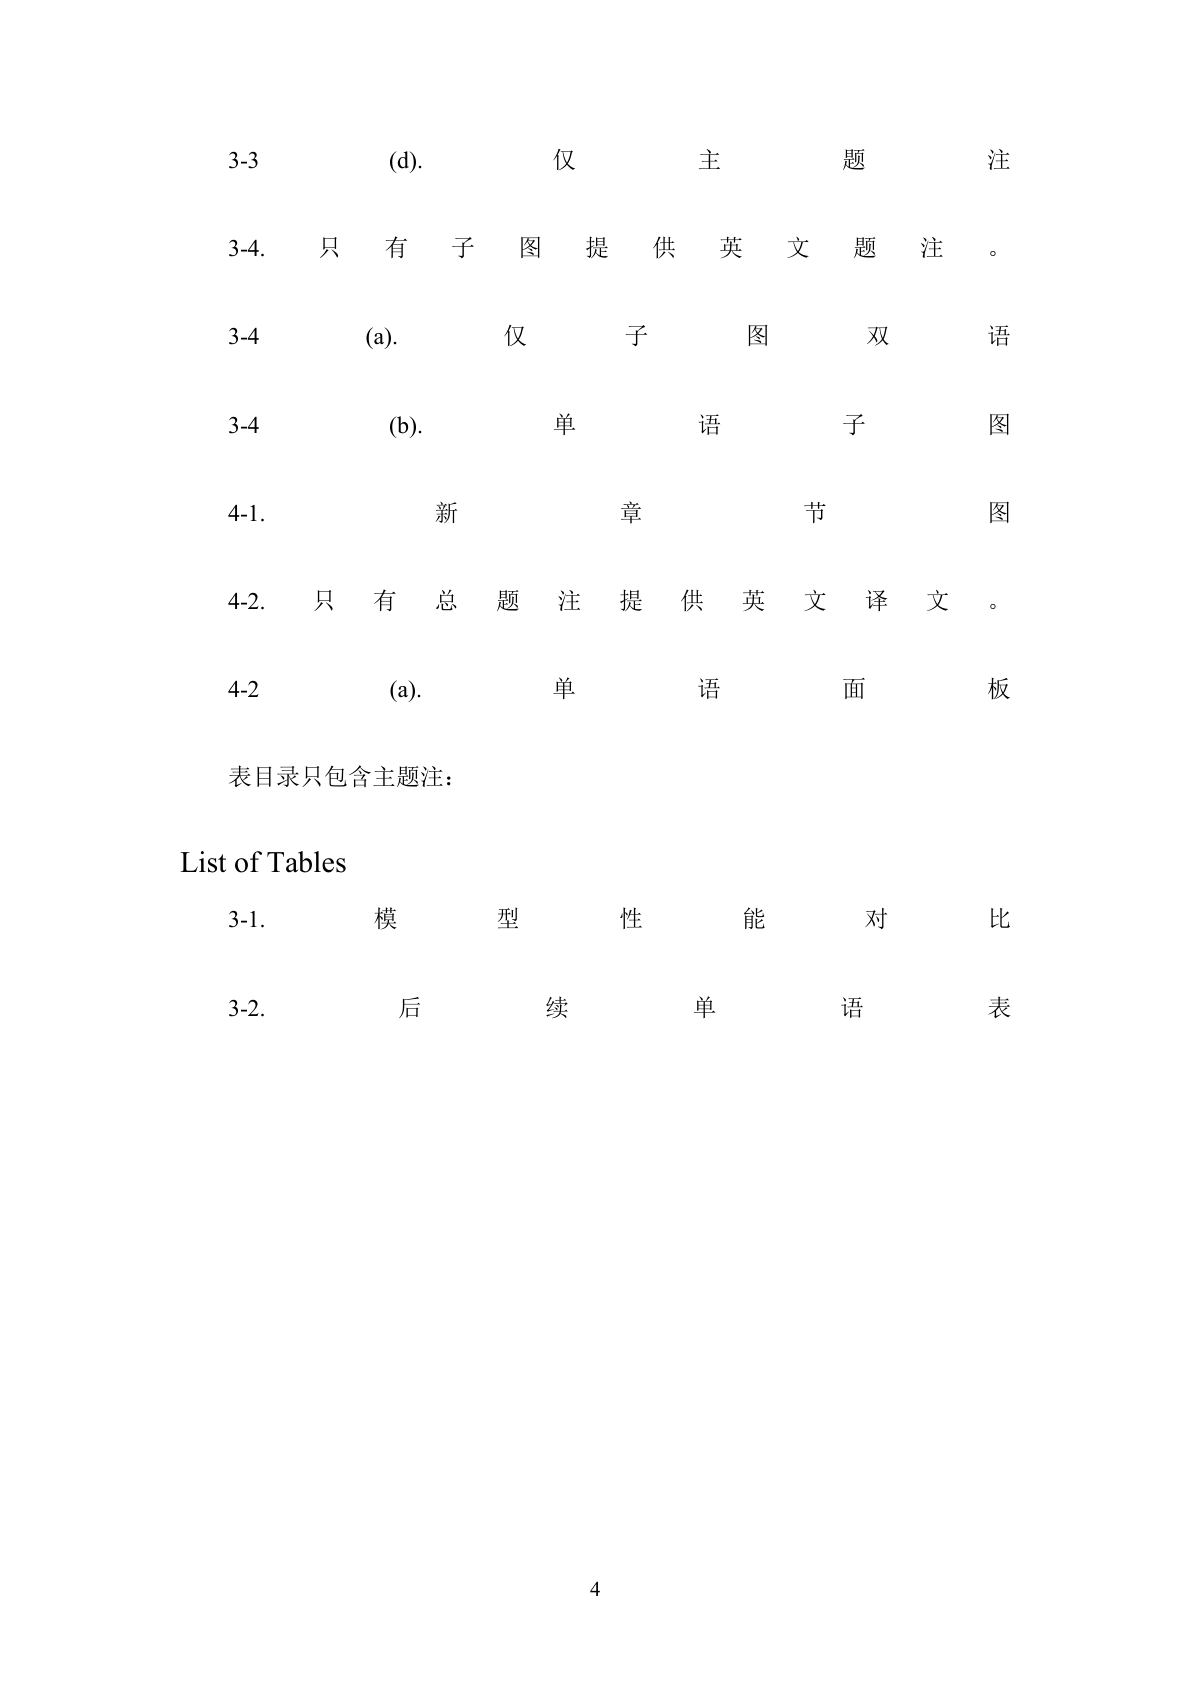 3-3 (d). 仅主题注
3-4. 只有子图提供英文题注。
3-4 (a). 仅子图双语
3-4 (b). 单语子图
4-1. 新章节图
4-2. 只有总题注提供英文译文。
4-2 (a). 单语面板
表目录只包含主题注：
List of Tables
3-1. 模型性能对比
3-2. 后续单语表
4